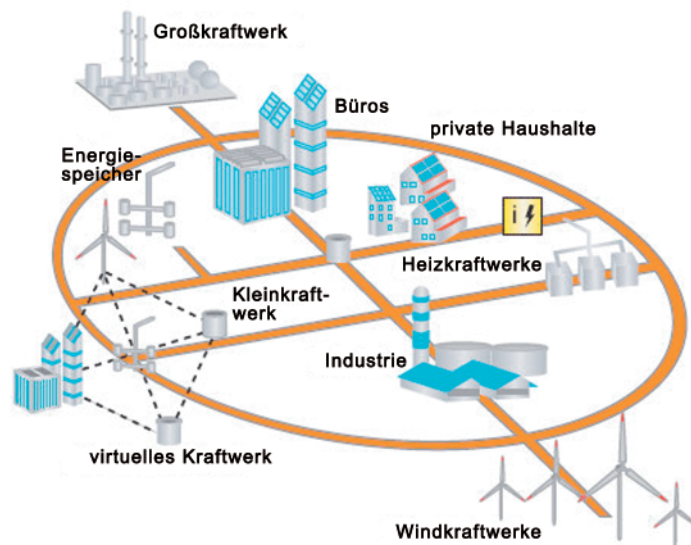 Großkraftwerk
Büros
private Haushalte
Energie-
speicher
i
Heizkraftwerke
Kleinkraft-
werk
Industrie
virtuelles Kraftwerk
Windkraftwerke